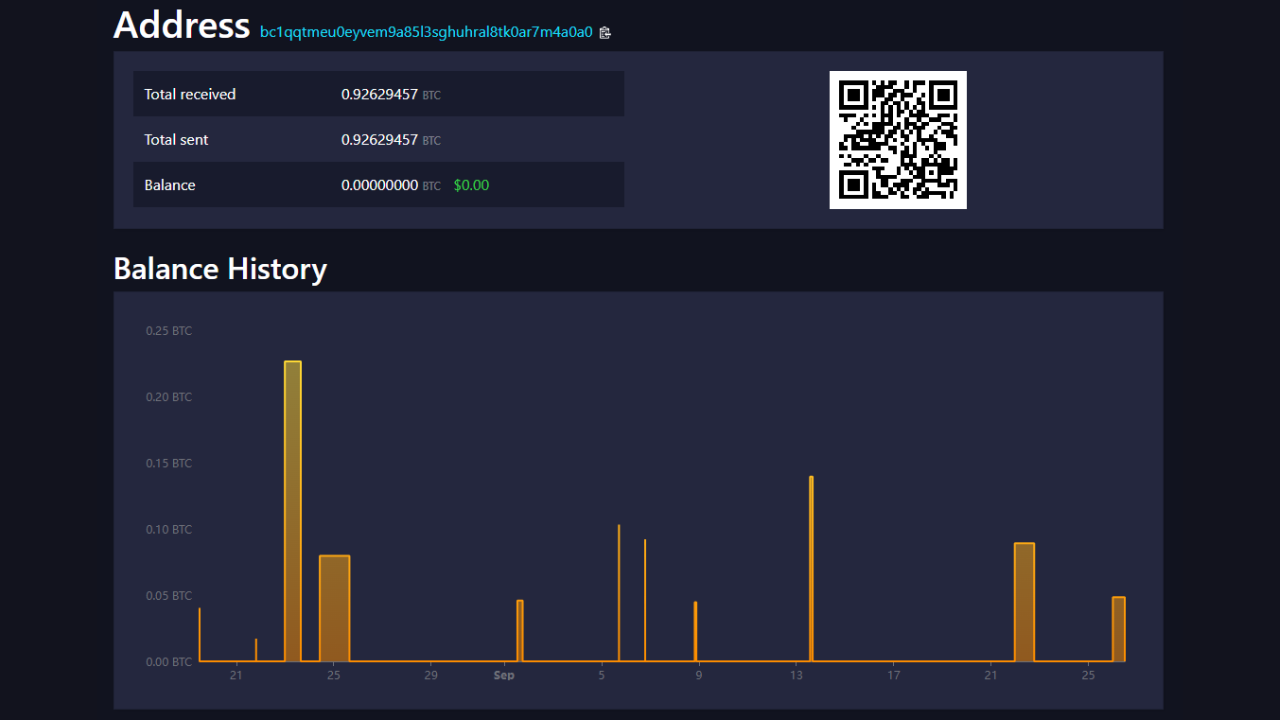 Address bc1qqtmeu0eyvem9a85l3sghuhral8tk0ar7m4a0a0
Total received 0.92629457 BTC
Total sent 0.92629457 BTC
Balance 0.00000000 BTC $0.00
Balance History
0.25 BTC
0.20 BTC
0.15 BTC
0.10 BTC
0.05 BTC
0.00 BTC
21 25 29 Sep 5 9 13 17 21 25